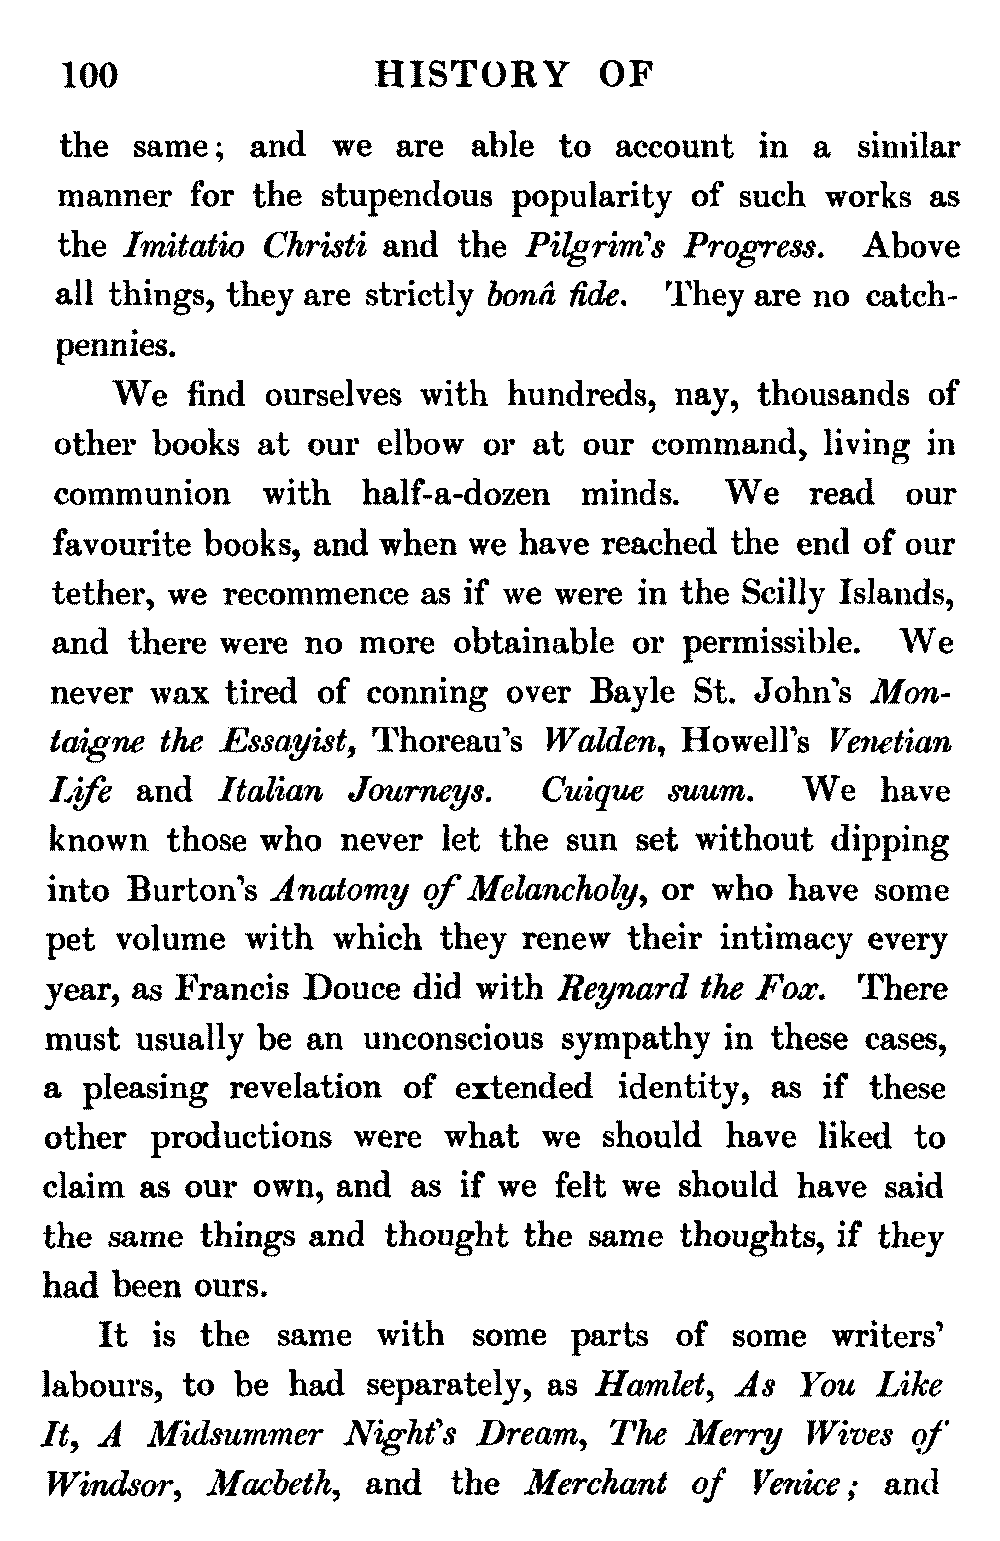 100 HISTORY OF
the same; and we are able to account in a similar
manner for the stupendous popularity of such works as
the Imitatio Christi and the Pilgrim's Progress. Above
all things, they are strictly bonâ fide. They are no catch-
pennies.
We find ourselves with hundreds, nay, thousands of
other books at our elbow or at our command, living in
communion with half-a-dozen minds. We read our
favourite books, and when we have reached the end of our
tether, we recommence as if we were in the Scilly Islands,
and there were no more obtainable or permissible. We
never wax tired of conning over Bayle St. John's Mon-
taigne the Essayist, Thoreau's Walden, Howell's Venetian
Life and Italian Journeys. Cuique suum. We have
known those who never let the sun set without dipping
into Burton's Anatomy of Melancholy, or who have some
pet volume with which they renew their intimacy every
year, as Francis Douce did with Reynard the Fox. There
must usually be an unconscious sympathy in these cases,
a pleasing revelation of extended identity, as if these
other productions were what we should have liked to
claim as our own, and as if we felt we should have said
the same things and thought the same thoughts, if they
had been ours.
It is the same with some parts of some writers'
labours, to be had separately, as Hamlet, As You Like
It, A Midsummer Night's Dream, The Merry Wives of
Windsor, Macbeth, and the Merchant of Venice; and